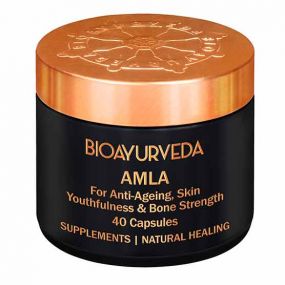 BIOAYURVEDA
AMLA
For Anti-Ageing, Skin
Youthfulness & Bone Strength
40 Capsules
SUPPLEMENTS | NATURAL HEALING